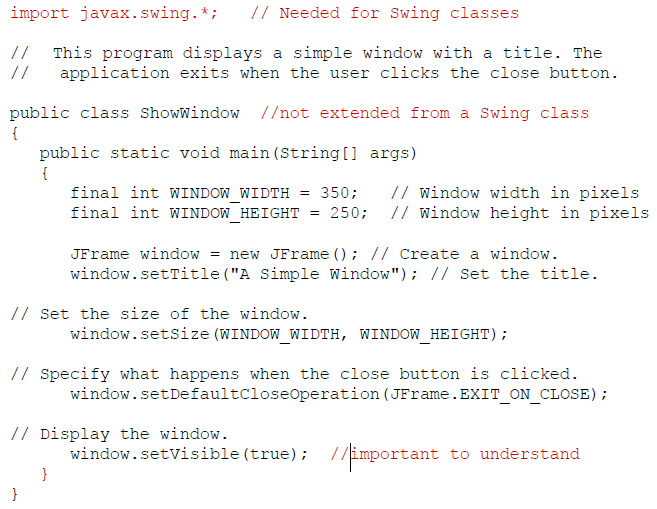 import javax.swing.*;   // Needed for Swing classes
//  This program displays a simple window with a title. The
//   application exits when the user clicks the close button.
public class ShowWindow  //not extended from a Swing class
{
   public static void main(String[] args)
   {
      final int WINDOW_WIDTH = 350;   // Window width in pixels
      final int WINDOW_HEIGHT = 250;  // Window height in pixels
      JFrame window = new JFrame(); // Create a window.
      window.setTitle("A Simple Window"); // Set the title.
// Set the size of the window.
      window.setSize(WINDOW_WIDTH, WINDOW_HEIGHT);
// Specify what happens when the close button is clicked.
      window.setDefaultCloseOperation(JFrame.EXIT_ON_CLOSE);
// Display the window.
      window.setVisible(true);  //important to understand
   }
}